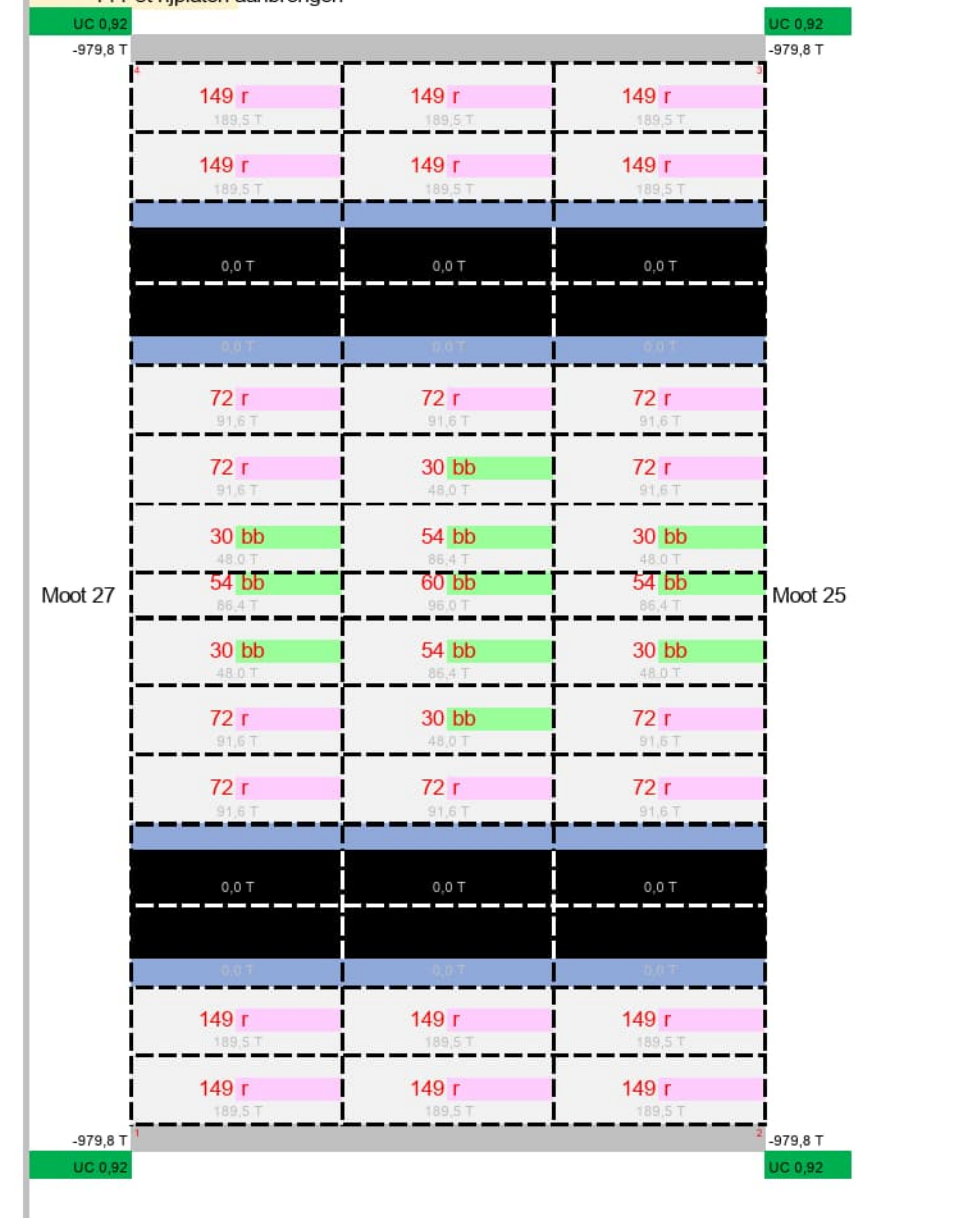 rijplaten aanbrengen
UC 0,92 UC 0,92
-979,8 T -979,8 T
4 3
149 r 149 r 149 r
189,5 T 189,5 T 189,5 T
149 r 149 r 149 r
189,5 T 189,5 T 189,5 T
0,0 T 0,0 T 0,0 T
0,0 T 0,0 T 0,0 T
72 r 72 r 72 r
91,6 T 91,6 T 91,6 T
72 r 30 bb 72 r
91,6 T 48,0 T 91,6 T
30 bb 54 bb 30 bb
48,0 T 86,4 T 48,0 T
54 bb 60 bb 54 bb
Moot 27 86,4 T 96,0 T 86,4 T Moot 25
30 bb 54 bb 30 bb
48,0 T 86,4 T 48,0 T
72 r 30 bb 72 r
91,6 T 48,0 T 91,6 T
72 r 72 r 72 r
91,6 T 91,6 T 91,6 T
0,0 T 0,0 T 0,0 T
0,0 T 0,0 T 0,0 T
149 r 149 r 149 r
189,5 T 189,5 T 189,5 T
149 r 149 r 149 r
189,5 T 189,5 T 189,5 T
-979,8 T 1 2 -979,8 T
UC 0,92 UC 0,92